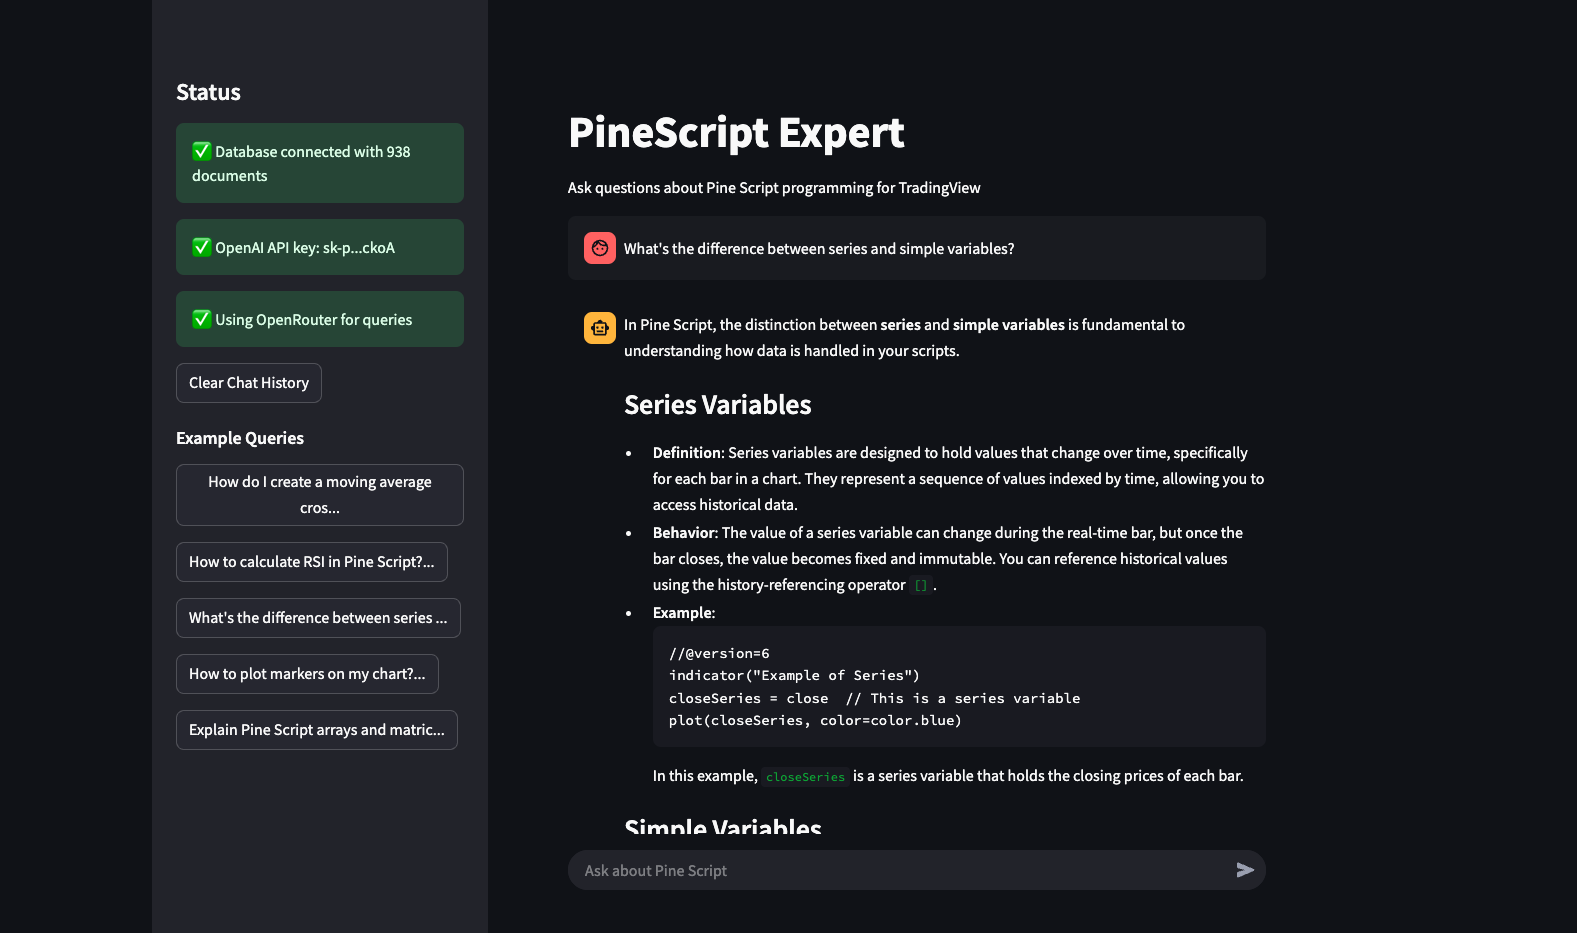 Status
✅ Database connected with 938
documents
✅ OpenAI API key: sk-p...ckoA
✅ Using OpenRouter for queries
Clear Chat History
Example Queries
How do I create a moving average
cros...
How to calculate RSI in Pine Script?...
What's the difference between series ...
How to plot markers on my chart?...
Explain Pine Script arrays and matric...
PineScript Expert
Ask questions about Pine Script programming for TradingView
What's the difference between series and simple variables?
In Pine Script, the distinction between series and simple variables is fundamental to
understanding how data is handled in your scripts.
Series Variables
• Definition: Series variables are designed to hold values that change over time, specifically
for each bar in a chart. They represent a sequence of values indexed by time, allowing you to
access historical data.
• Behavior: The value of a series variable can change during the real-time bar, but once the
bar closes, the value becomes fixed and immutable. You can reference historical values
using the history-referencing operator [] .
• Example:
//@version=6
indicator("Example of Series")
closeSeries = close  // This is a series variable
plot(closeSeries, color=color.blue)
In this example, closeSeries is a series variable that holds the closing prices of each bar.
Simple Variables
Ask about Pine Script